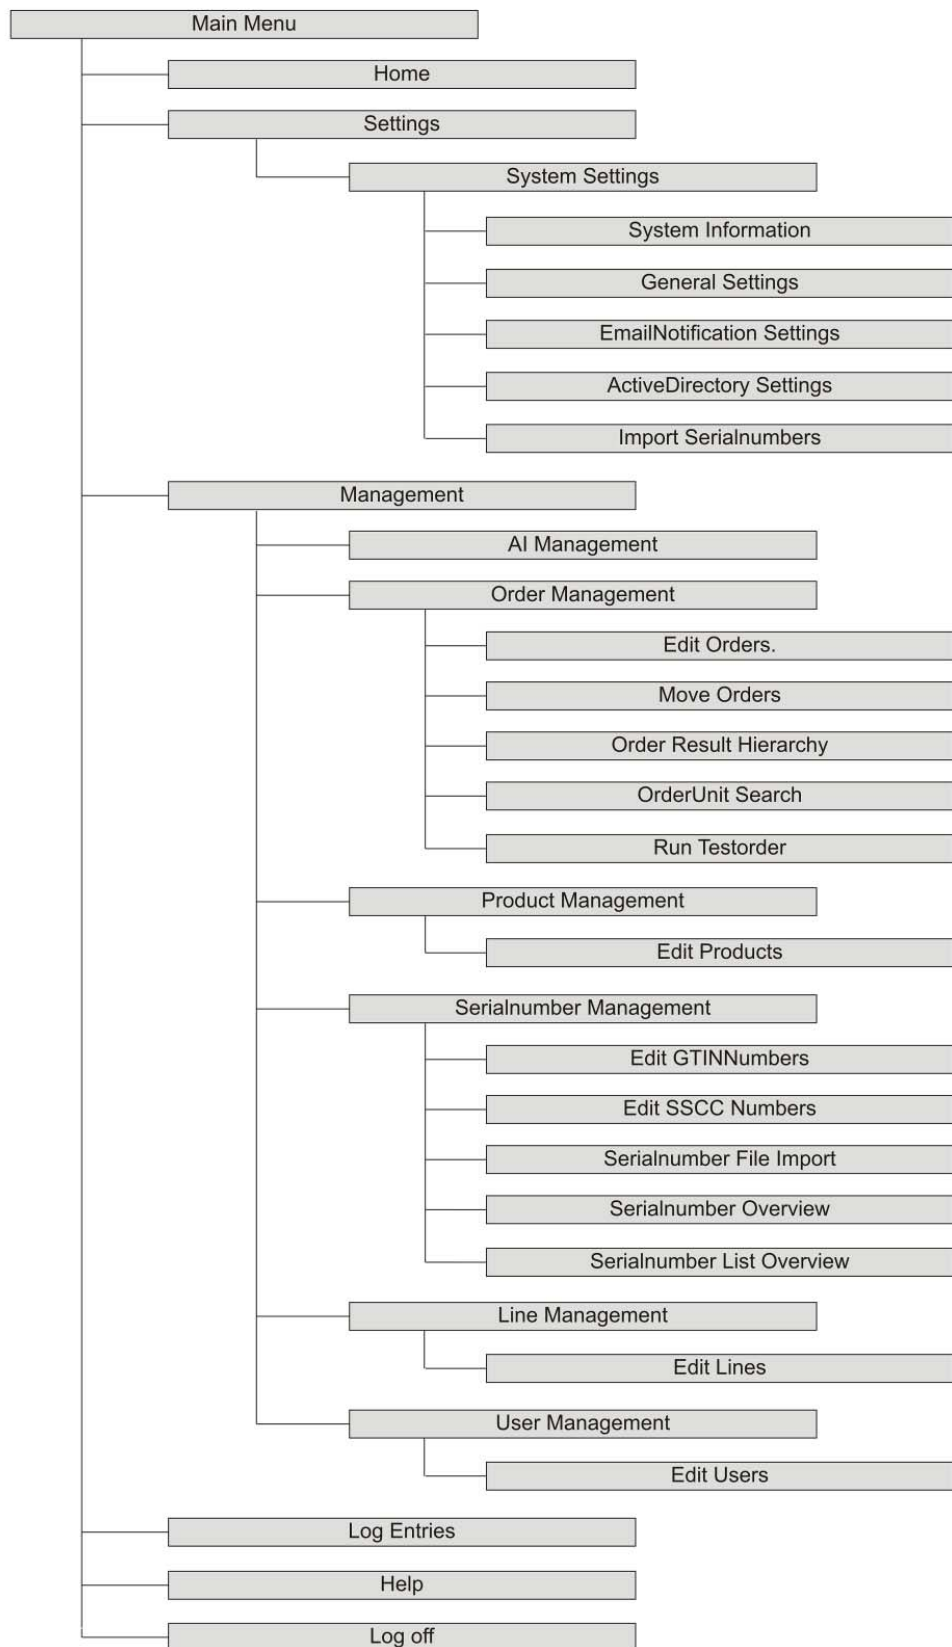 Main Menu
Home
Settings
System Settings
System Information
General Settings
EmailNotification Settings
ActiveDirectory Settings
Import Serialnumbers
Management
AI Management
Order Management
Edit Orders.
Move Orders
Order Result Hierarchy
OrderUnit Search
Run Testorder
Product Management
Edit Products
Serialnumber Management
Edit GTINNumbers
Edit SSCC Numbers
Serialnumber File Import
Serialnumber Overview
Serialnumber List Overview
Line Management
Edit Lines
User Management
Edit Users
Log Entries
Help
Log off